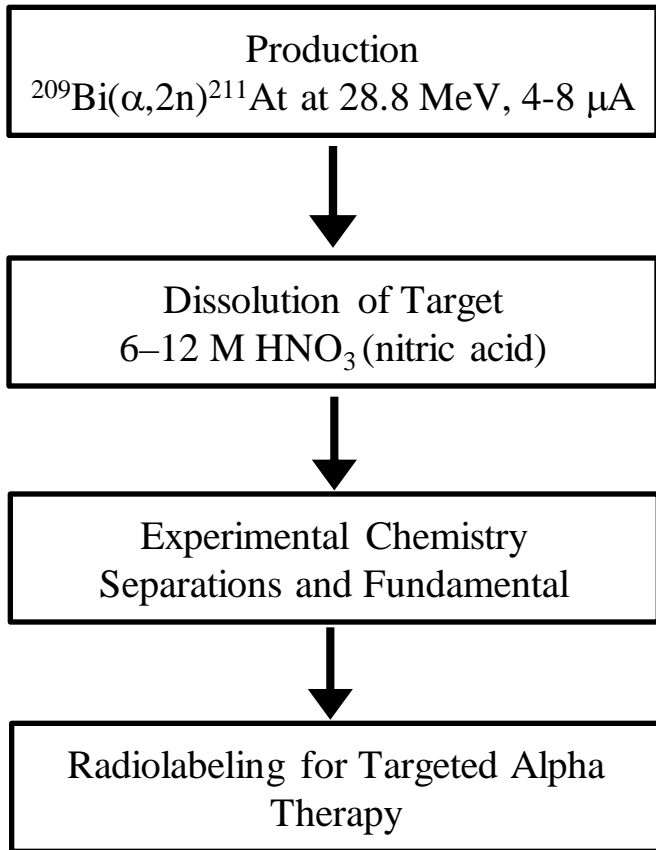 Production
²⁰⁹Bi(α,2n)²¹¹At at 28.8 MeV, 4-8 μA
Dissolution of Target
6–12 M HNO₃ (nitric acid)
Experimental Chemistry
Separations and Fundamental
Radiolabeling for Targeted Alpha
Therapy